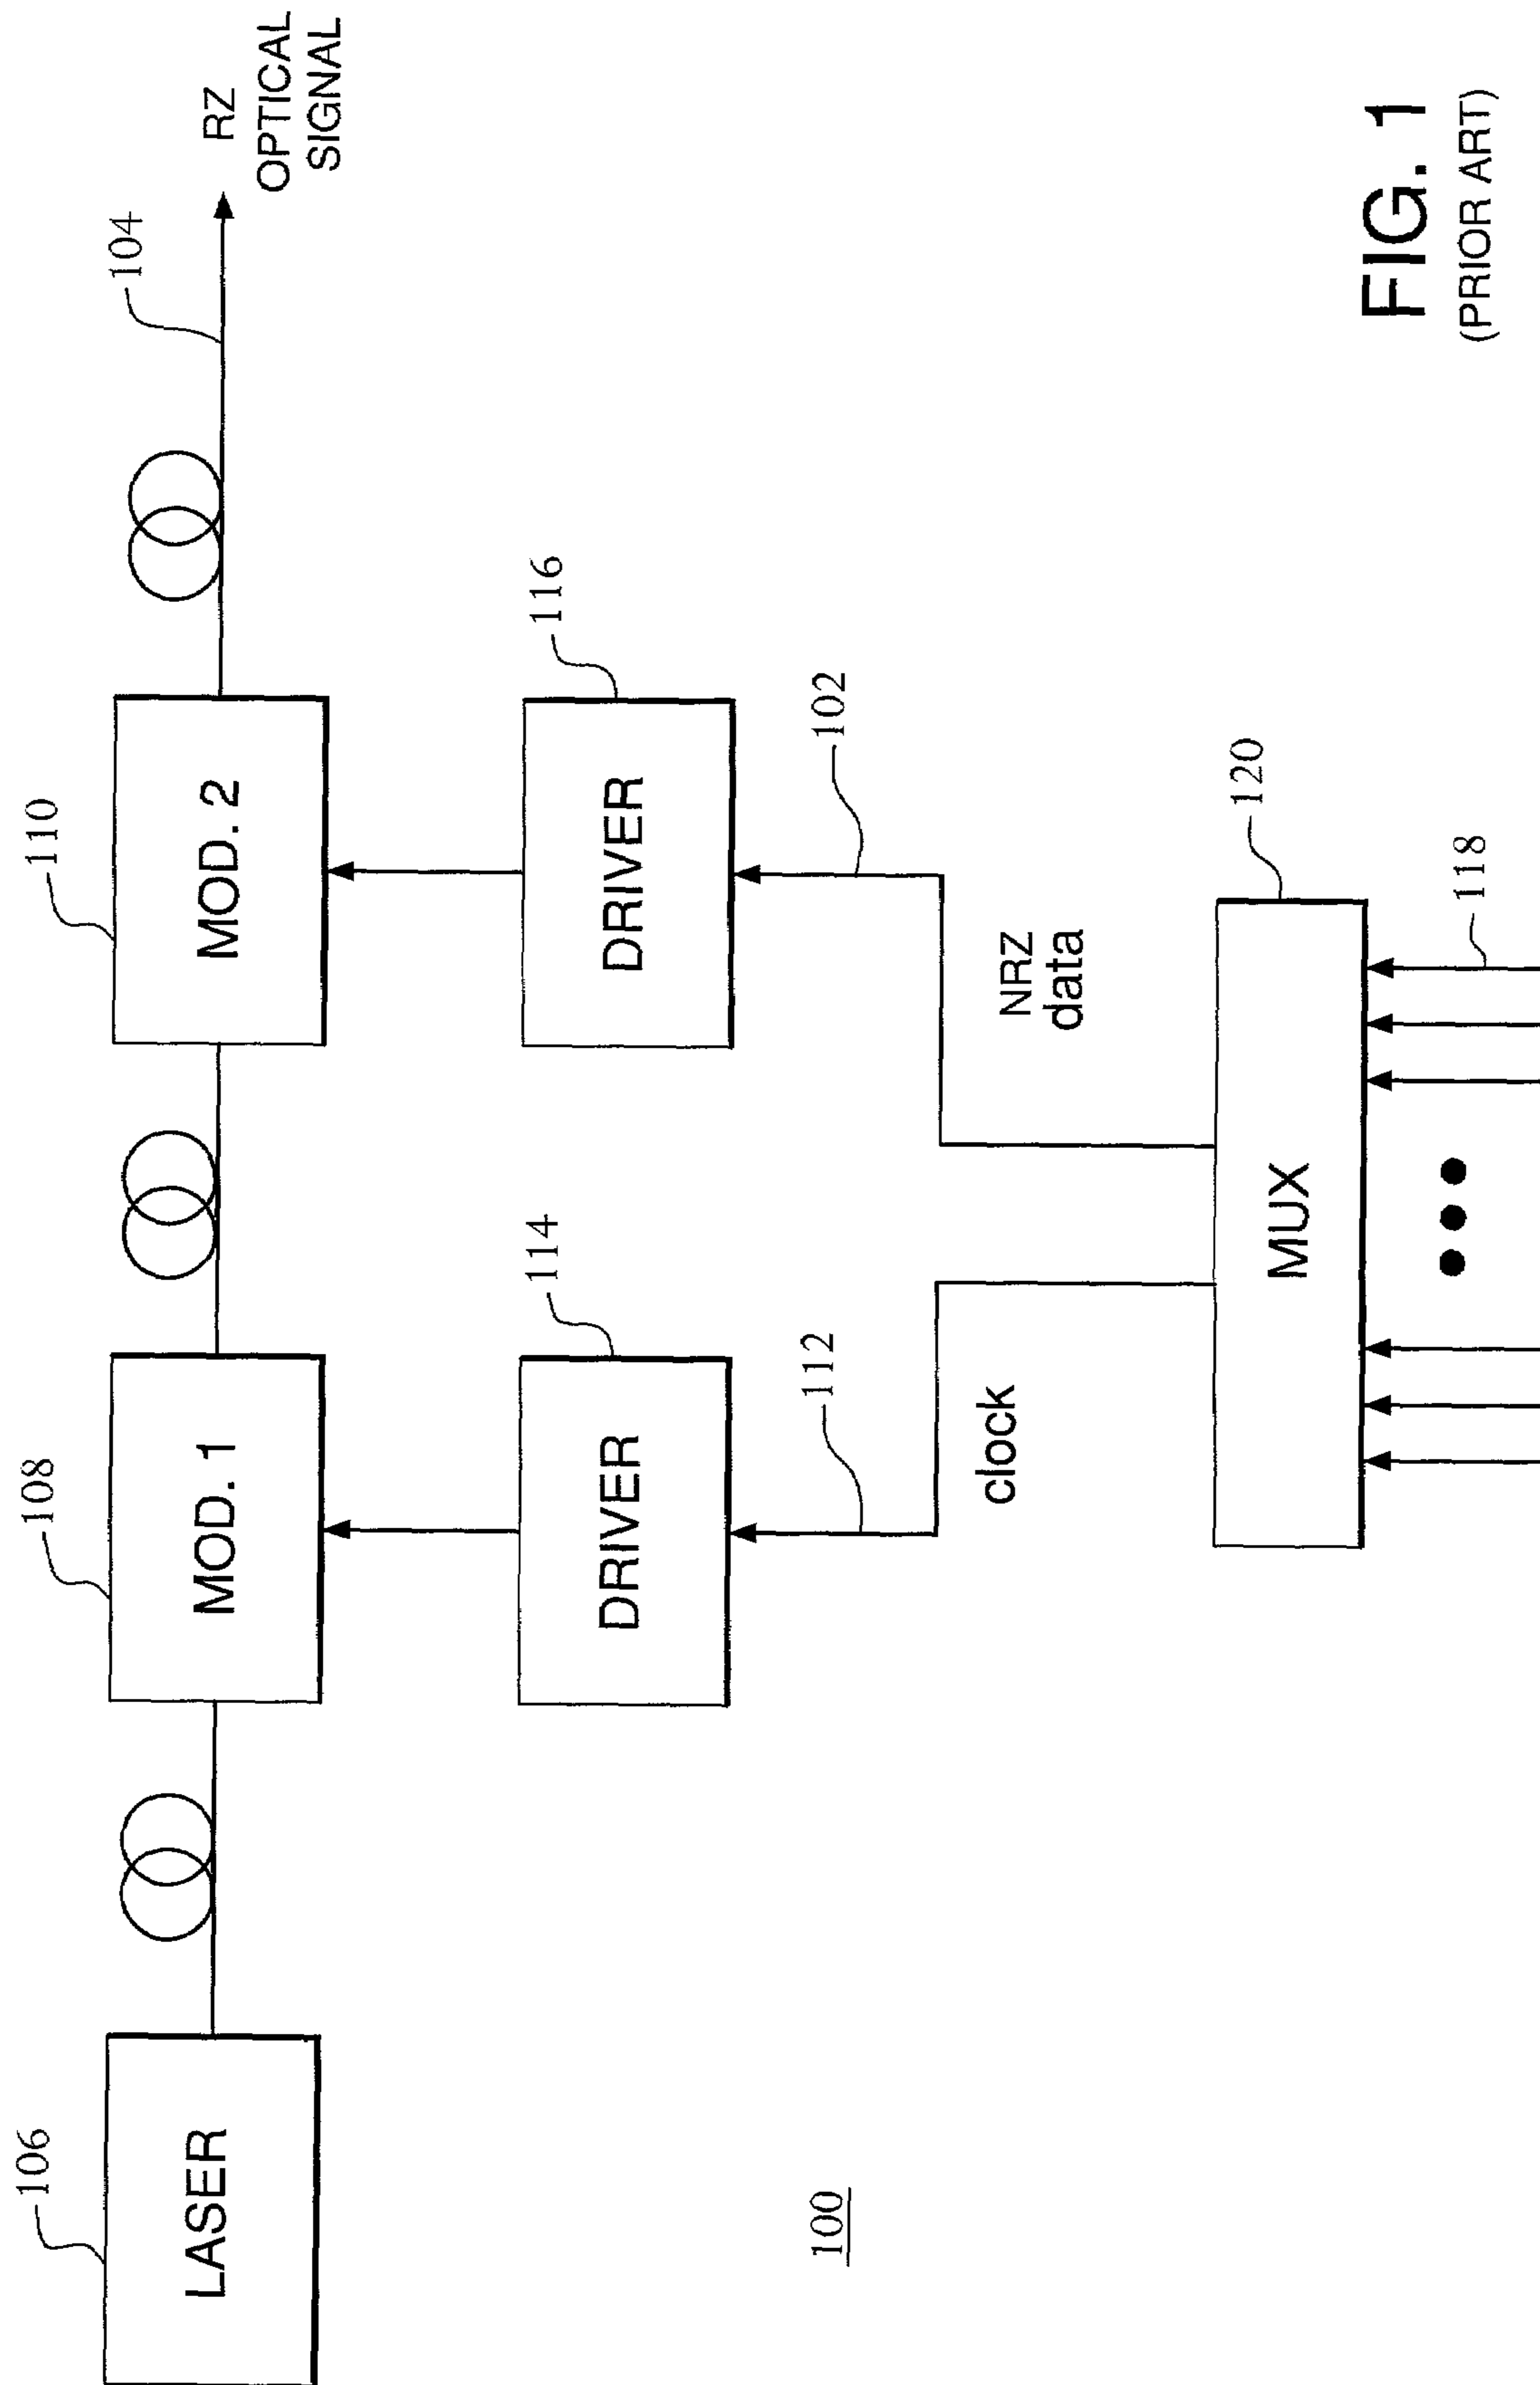 106
108
110
104
LASER
MOD. 1
MOD. 2
RZ
OPTICAL
SIGNAL
114
116
DRIVER
DRIVER
100
112
102
clock
NRZ
data
120
MUX
118
FIG. 1
(PRIOR ART)